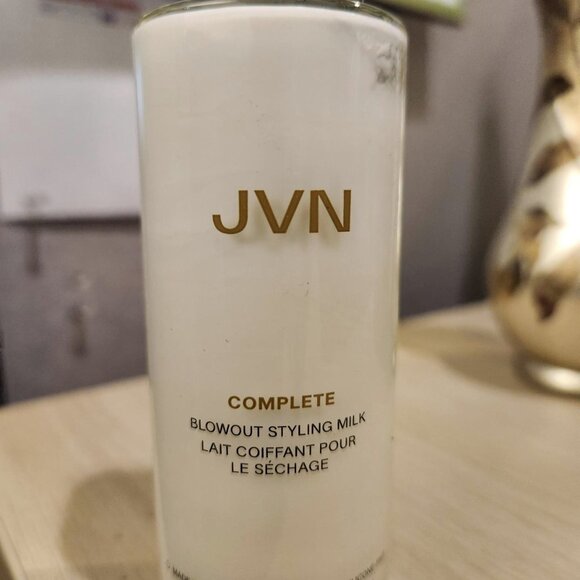 JVN
COMPLETE
BLOWOUT STYLING MILK
LAIT COIFFANT POUR
LE SÉCHAGE